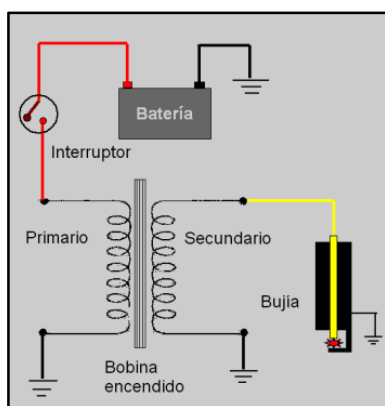 Batería
Interruptor
Primario
Secundario
Bujía
Bobina
encendido